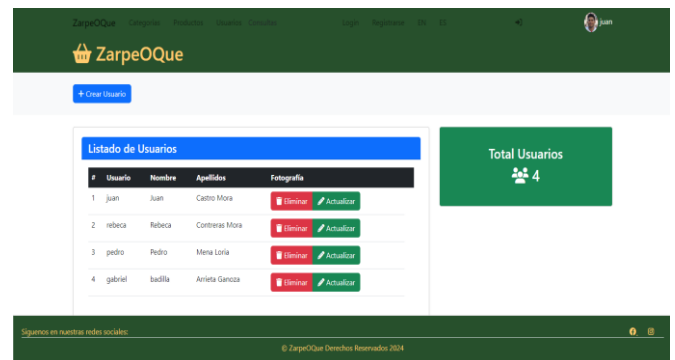 ZarpeOQue Categorías Productos Usuarios Consultas Login Registrarse EN ES juan
ZarpeOQue
+ Crear Usuario
Listado de Usuarios
Total Usuarios
4
# Usuario Nombre Apellidos Fotografía
1 juan Juan Castro Mora Eliminar Actualizar
2 rebeca Rebeca Contreras Mora Eliminar Actualizar
3 pedro Pedro Mena Loria Eliminar Actualizar
4 gabriel badilla Arrieta Ganoza Eliminar Actualizar
Siguenos en nuestras redes sociales:
© ZarpeOQue Derechos Reservados 2024